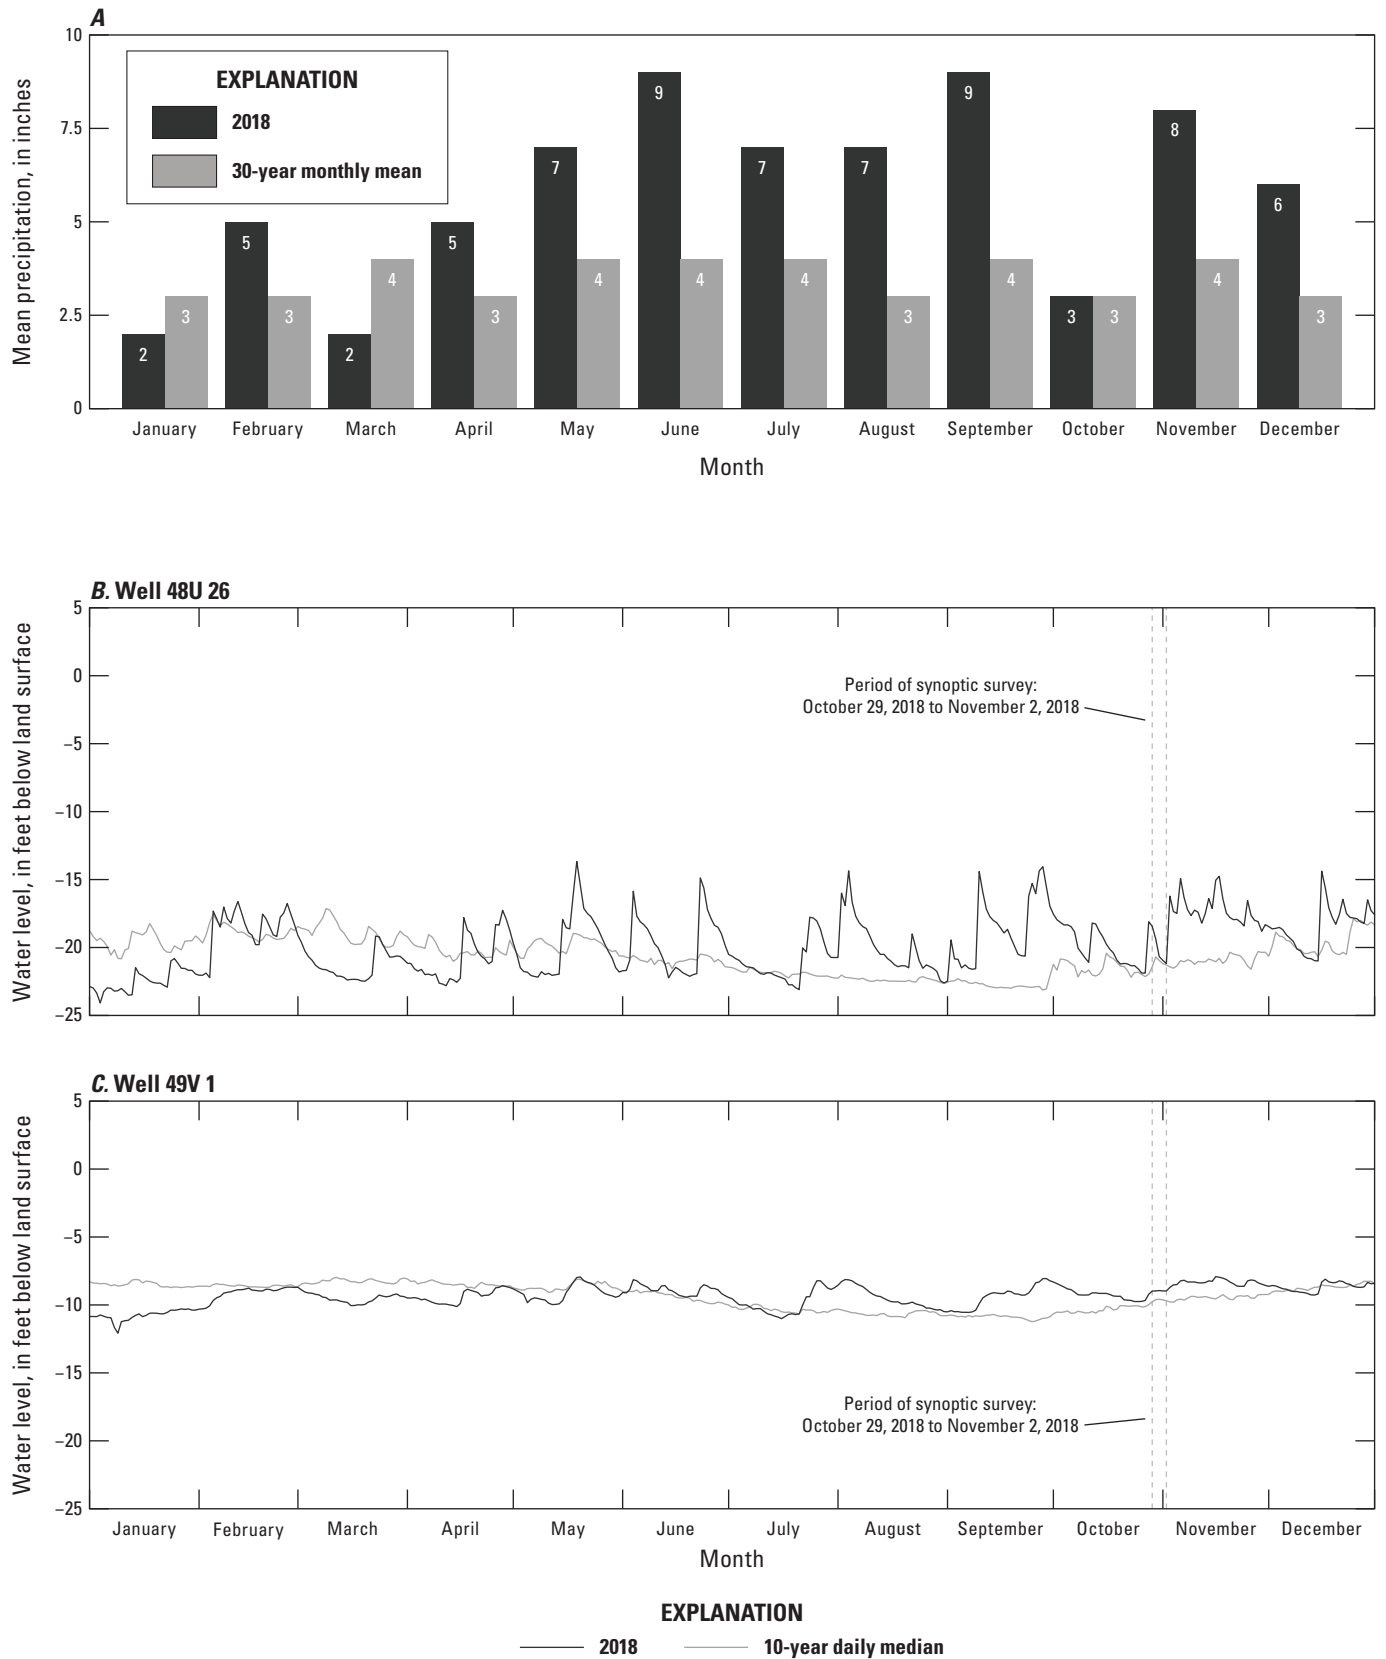 A
Mean precipitation, in inches
10
7.5
5
2.5
0
EXPLANATION
2018
30-year monthly mean
2 3 5 3 2 4 5 3 7 4 9 4 7 4 7 3 9 4 3 3 8 4 6 3
January February March April May June July August September October November December
Month
B. Well 48U 26
Water level, in feet below land surface
5
0
−5
−10
−15
−20
−25
Period of synoptic survey:
October 29, 2018 to November 2, 2018
C. Well 49V 1
Water level, in feet below land surface
5
0
−5
−10
−15
−20
−25
Period of synoptic survey:
October 29, 2018 to November 2, 2018
January February March April May June July August September October November December
Month
EXPLANATION
2018 10-year daily median